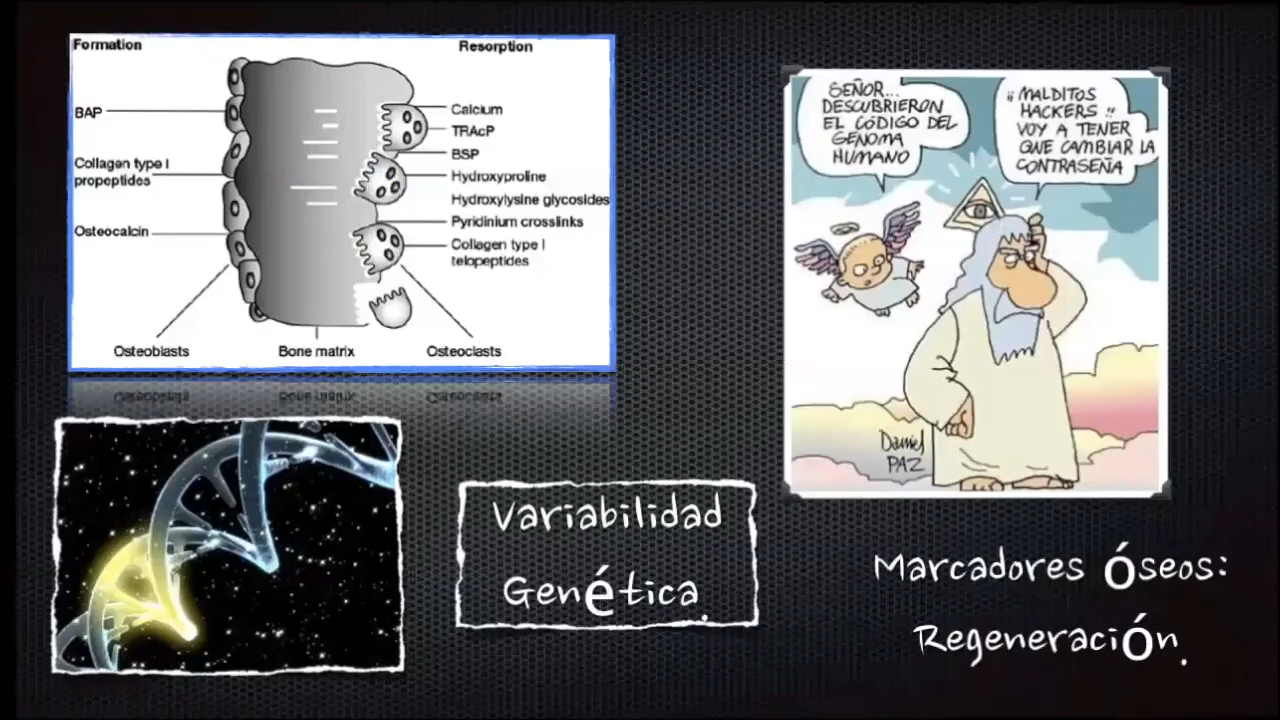 Formation
Resorption
BAP
Collagen type I
propeptides
Osteocalcin
Calcium
TRAcP
BSP
Hydroxyproline
Hydroxylysine glycosides
Pyridinium crosslinks
Collagen type I
telopeptides
Osteoblasts
Bone matrix
Osteoclasts
SEÑOR...
DESCUBRIERON
EL CÓDIGO DEL
GENOMA
HUMANO
¡¡MALDITOS
HACKERS!!
VOY A TENER
QUE CAMBIAR LA
CONTRASEÑA
Daniel
PAZ
Variabilidad
Genética.
Marcadores óseos:
Regeneración.